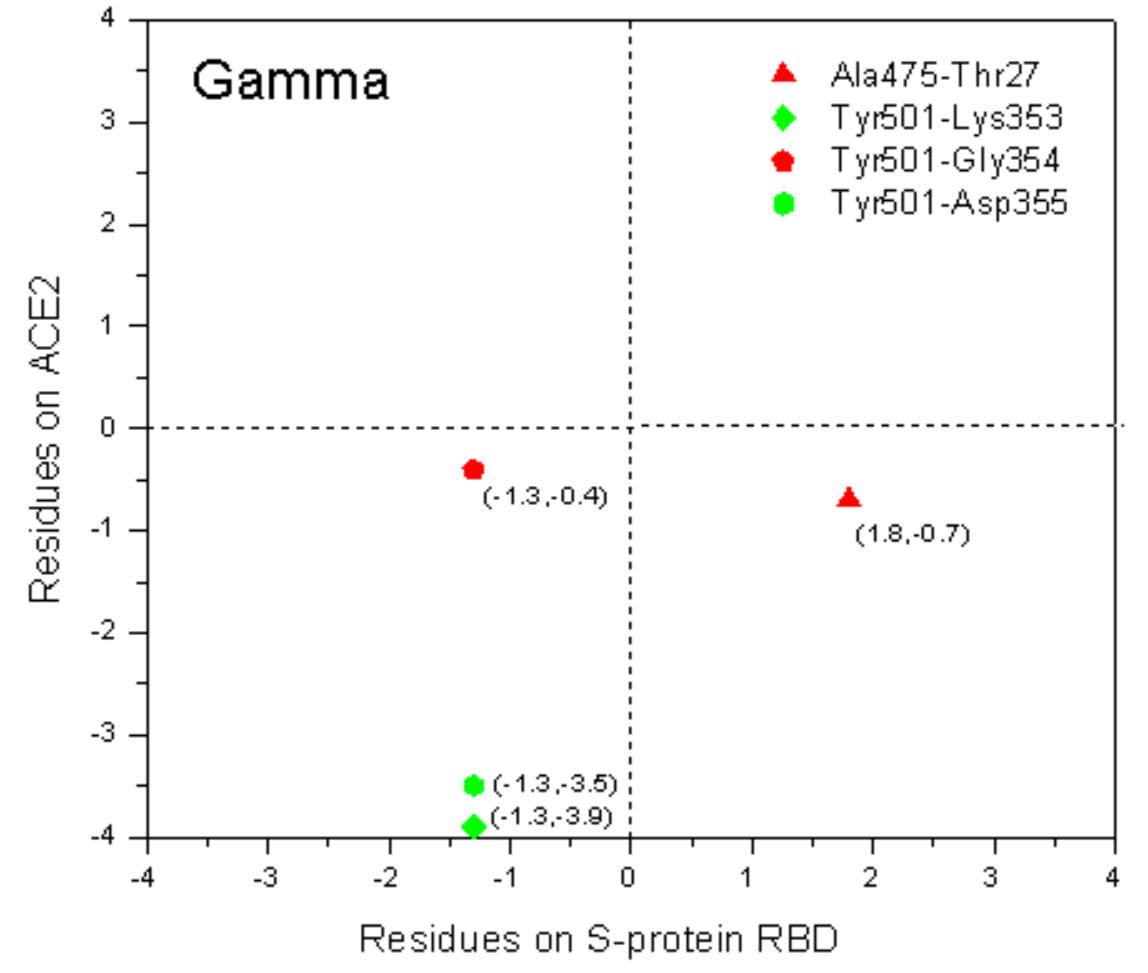 Gamma
Ala475-Thr27
Tyr501-Lys353
Tyr501-Gly354
Tyr501-Asp355
4
3
2
1
0
-1
-2
-3
-4
Residues on ACE2
(-1.3,-0.4)
(1.8,-0.7)
(-1.3,-3.5)
(-1.3,-3.9)
-4 -3 -2 -1 0 1 2 3 4
Residues on S-protein RBD